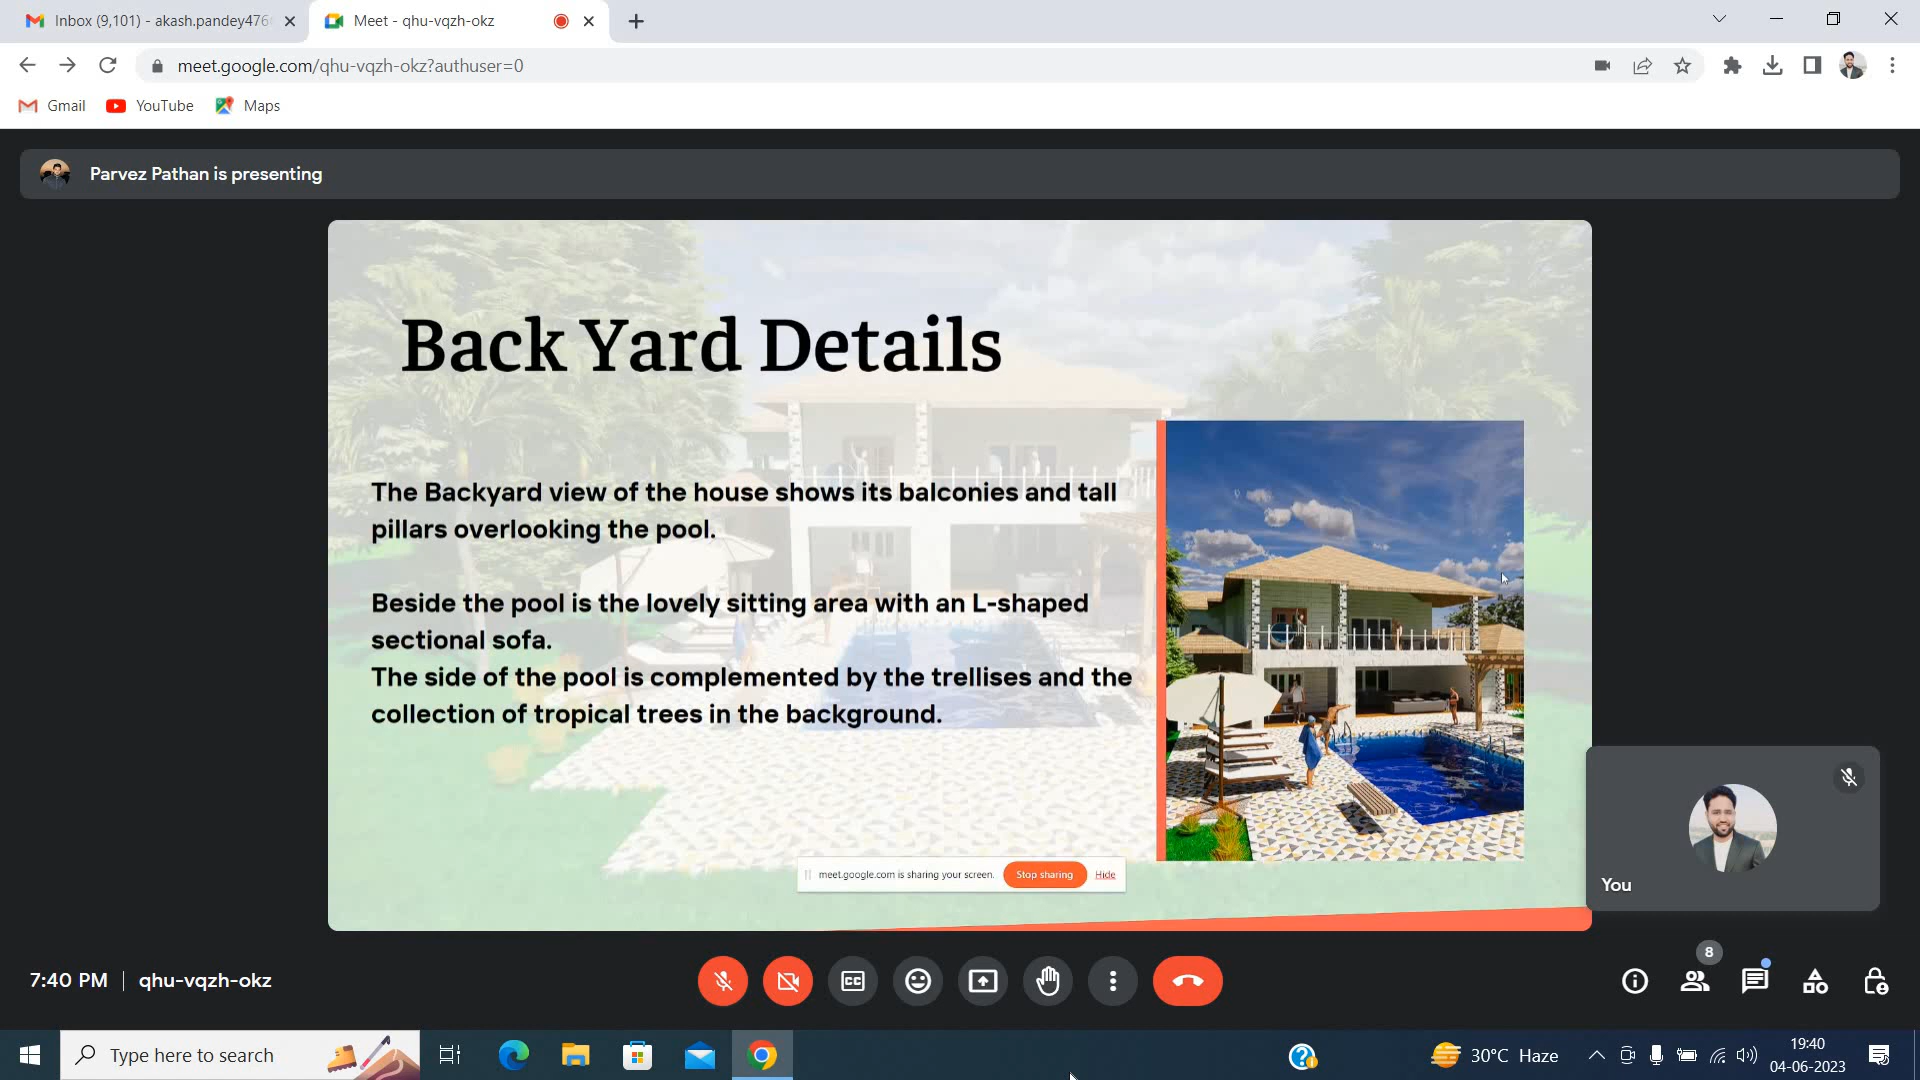 Inbox (9,101) - akash.pandey476
Meet - qhu-vqzh-okz
meet.google.com/qhu-vqzh-okz?authuser=0
Gmail
YouTube
Maps
Parvez Pathan is presenting
Back Yard Details
The Backyard view of the house shows its balconies and tall
pillars overlooking the pool.
Beside the pool is the lovely sitting area with an L-shaped
sectional sofa.
The side of the pool is complemented by the trellises and the
collection of tropical trees in the background.
meet.google.com is sharing your screen.
Stop sharing
Hide
You
7:40 PM
qhu-vqzh-okz
CC
8
Type here to search
30°C Haze
19:40
04-06-2023